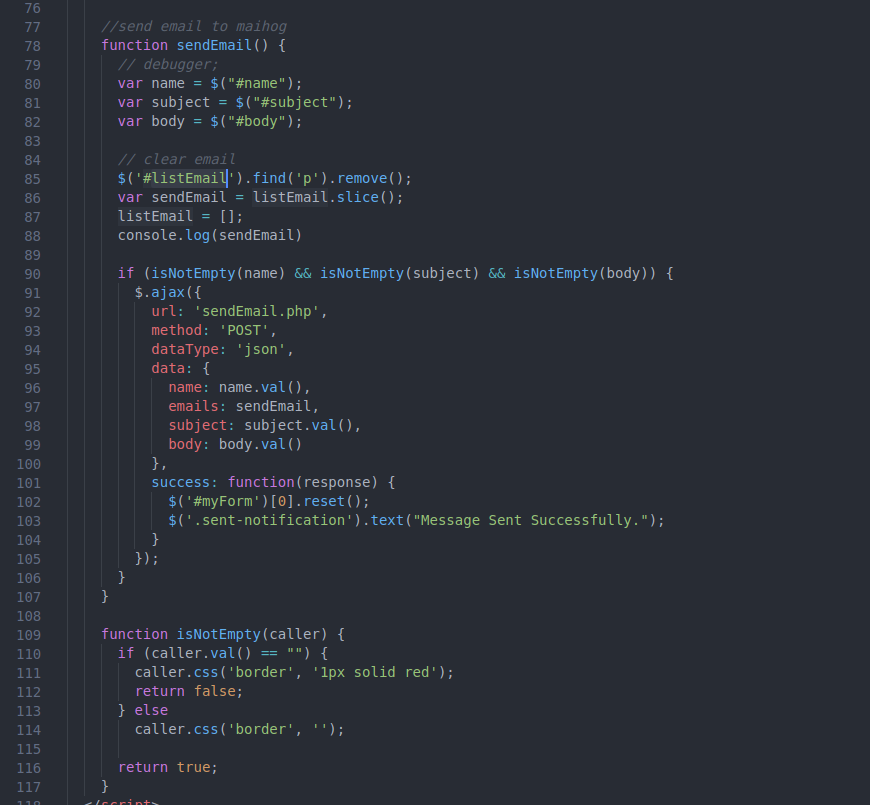 76
77 //send email to maihog
78 function sendEmail() {
79 // debugger;
80 var name = $("#name");
81 var subject = $("#subject");
82 var body = $("#body");
83
84 // clear email
85 $('#listEmail').find('p').remove();
86 var sendEmail = listEmail.slice();
87 listEmail = [];
88 console.log(sendEmail)
89
90 if (isNotEmpty(name) && isNotEmpty(subject) && isNotEmpty(body)) {
91 $.ajax({
92 url: 'sendEmail.php',
93 method: 'POST',
94 dataType: 'json',
95 data: {
96 name: name.val(),
97 emails: sendEmail,
98 subject: subject.val(),
99 body: body.val()
100 },
101 success: function(response) {
102 $('#myForm')[0].reset();
103 $('.sent-notification').text("Message Sent Successfully.");
104 }
105 });
106 }
107 }
108
109 function isNotEmpty(caller) {
110 if (caller.val() == "") {
111 caller.css('border', '1px solid red');
112 return false;
113 } else
114 caller.css('border', '');
115
116 return true;
117 }
118 </script>